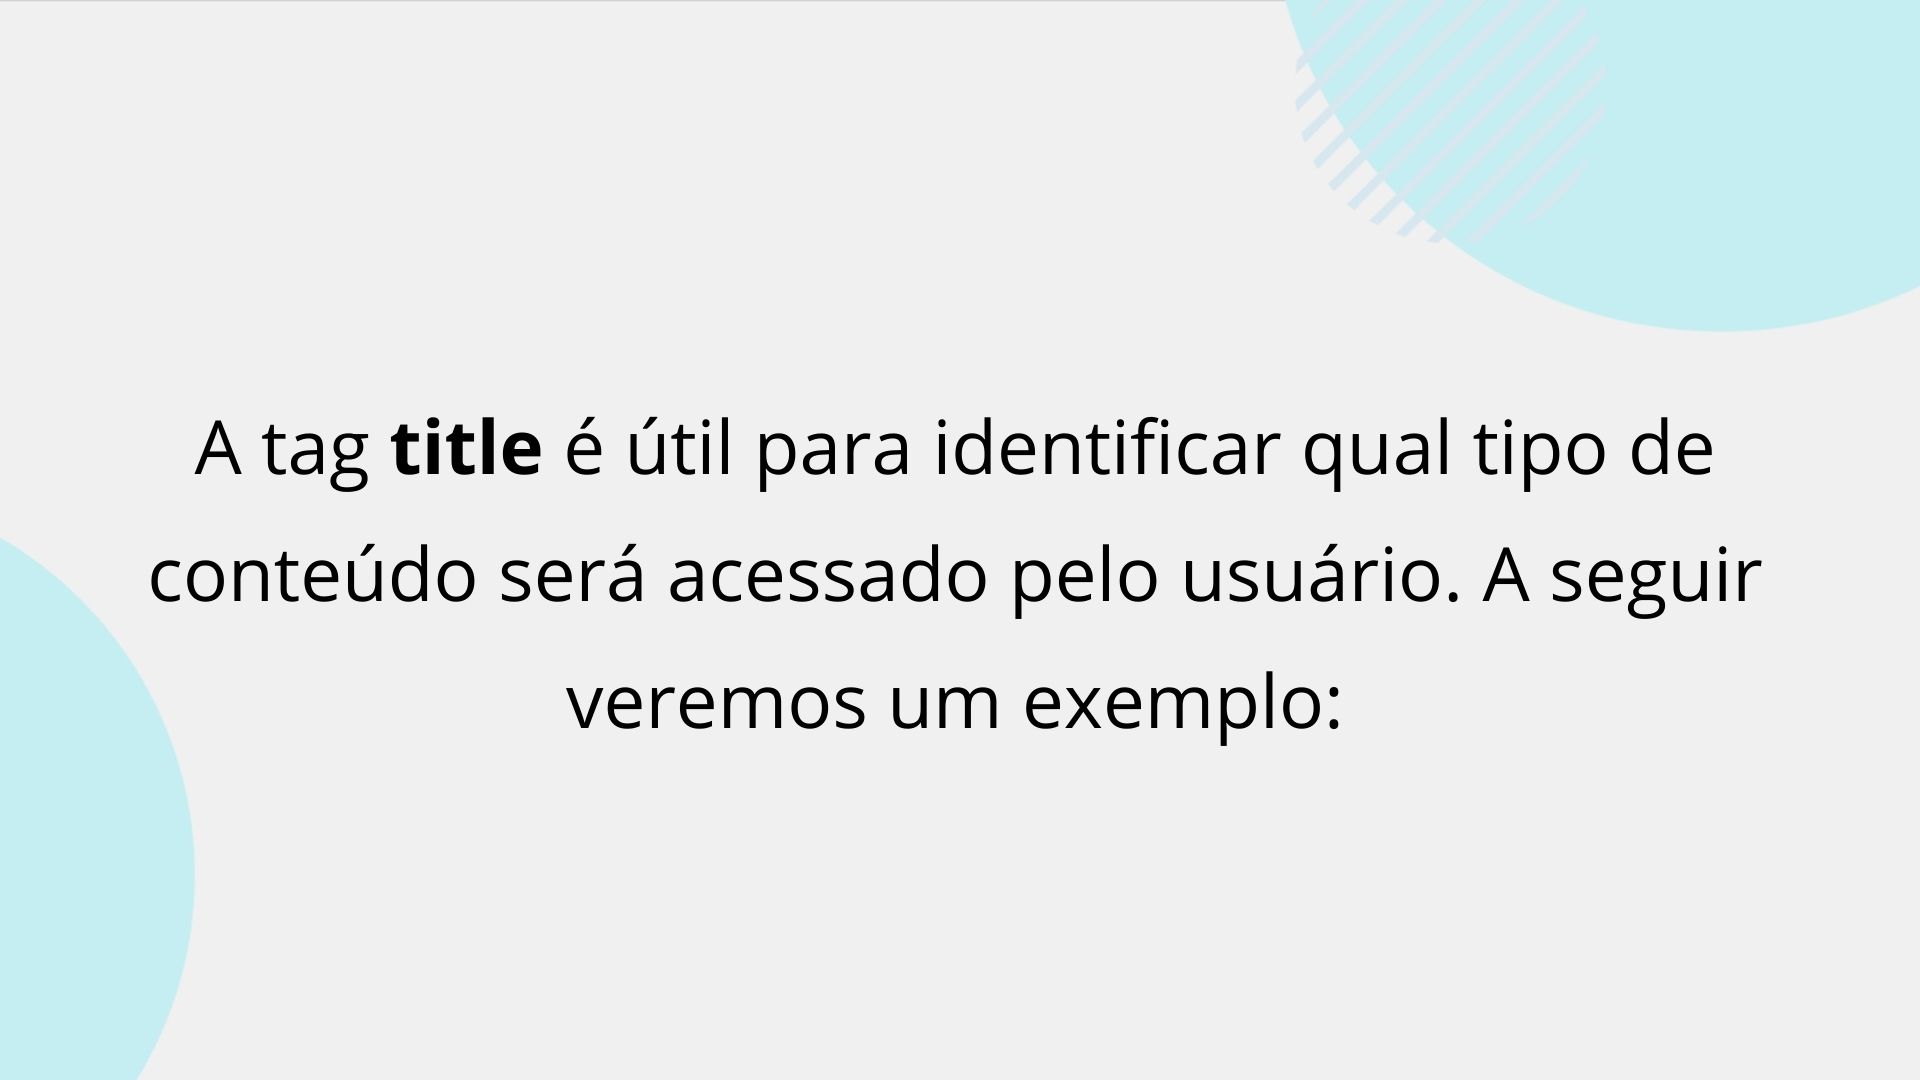 A tag title é útil para identificar qual tipo de
conteúdo será acessado pelo usuário. A seguir
veremos um exemplo: